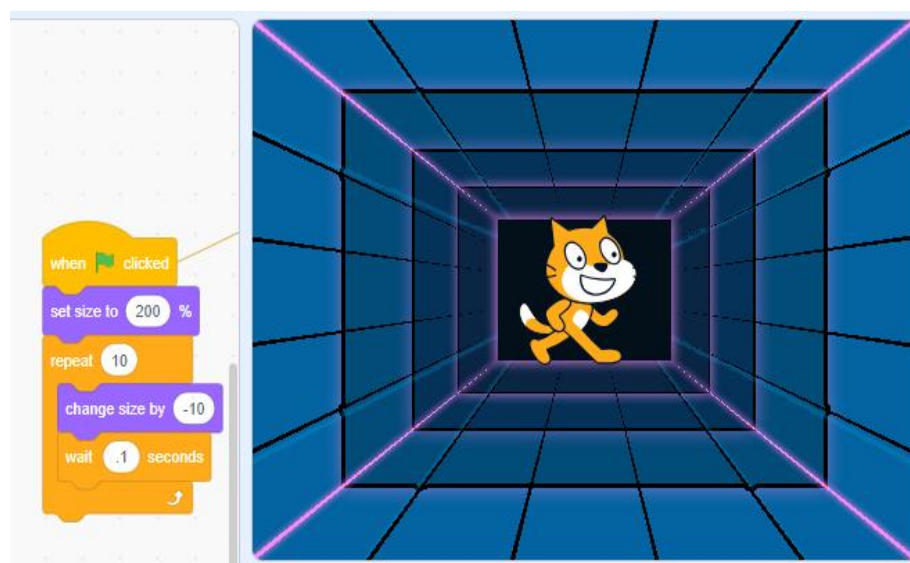 when clicked
set size to 200 %
repeat 10
change size by -10
wait .1 seconds